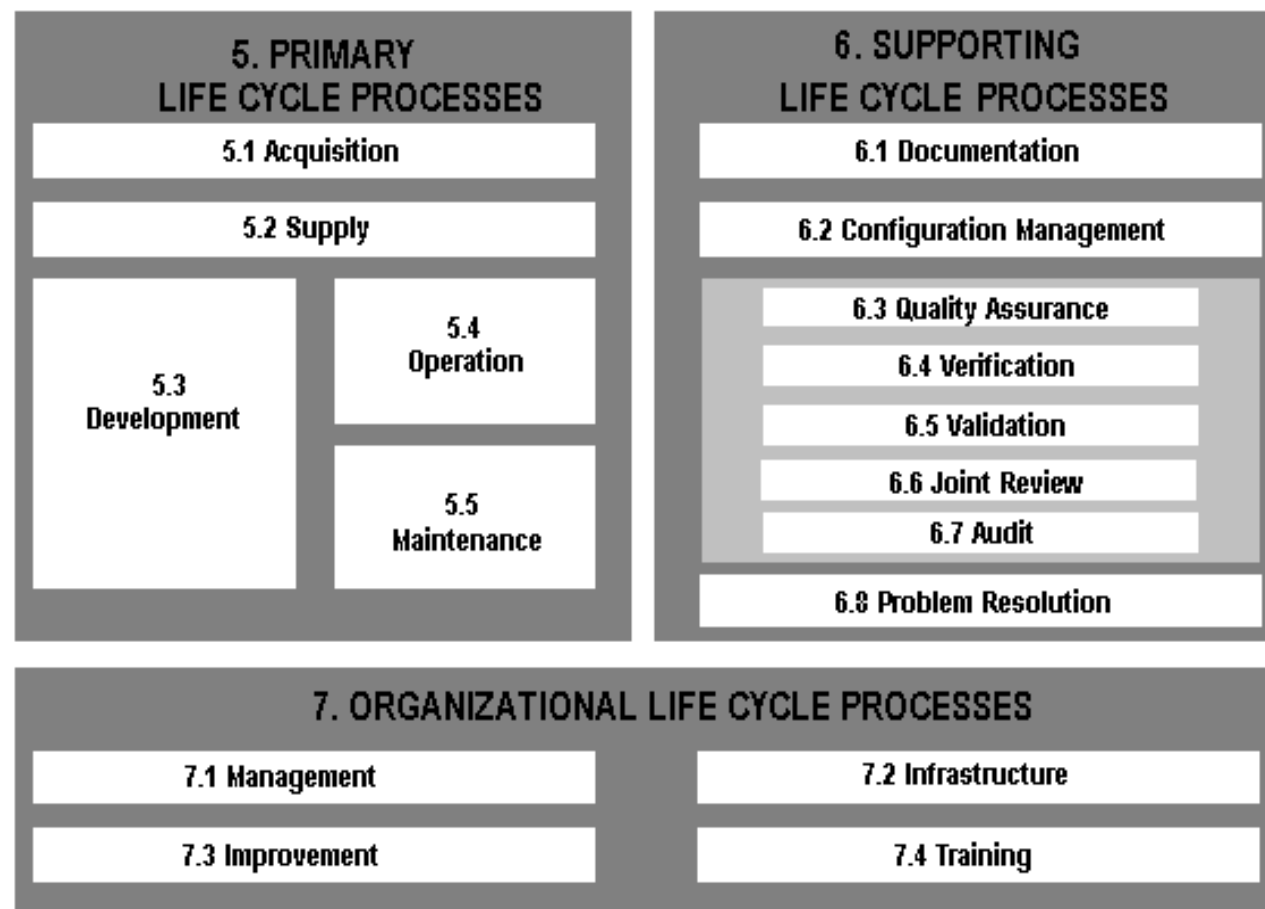 5. PRIMARY
LIFE CYCLE PROCESSES
5.1 Acquisition
5.2 Supply
5.3
Development
5.4
Operation
5.5
Maintenance
6. SUPPORTING
LIFE CYCLE PROCESSES
6.1 Documentation
6.2 Configuration Management
6.3 Quality Assurance
6.4 Verification
6.5 Validation
6.6 Joint Review
6.7 Audit
6.8 Problem Resolution
7. ORGANIZATIONAL LIFE CYCLE PROCESSES
7.1 Management
7.2 Infrastructure
7.3 Improvement
7.4 Training